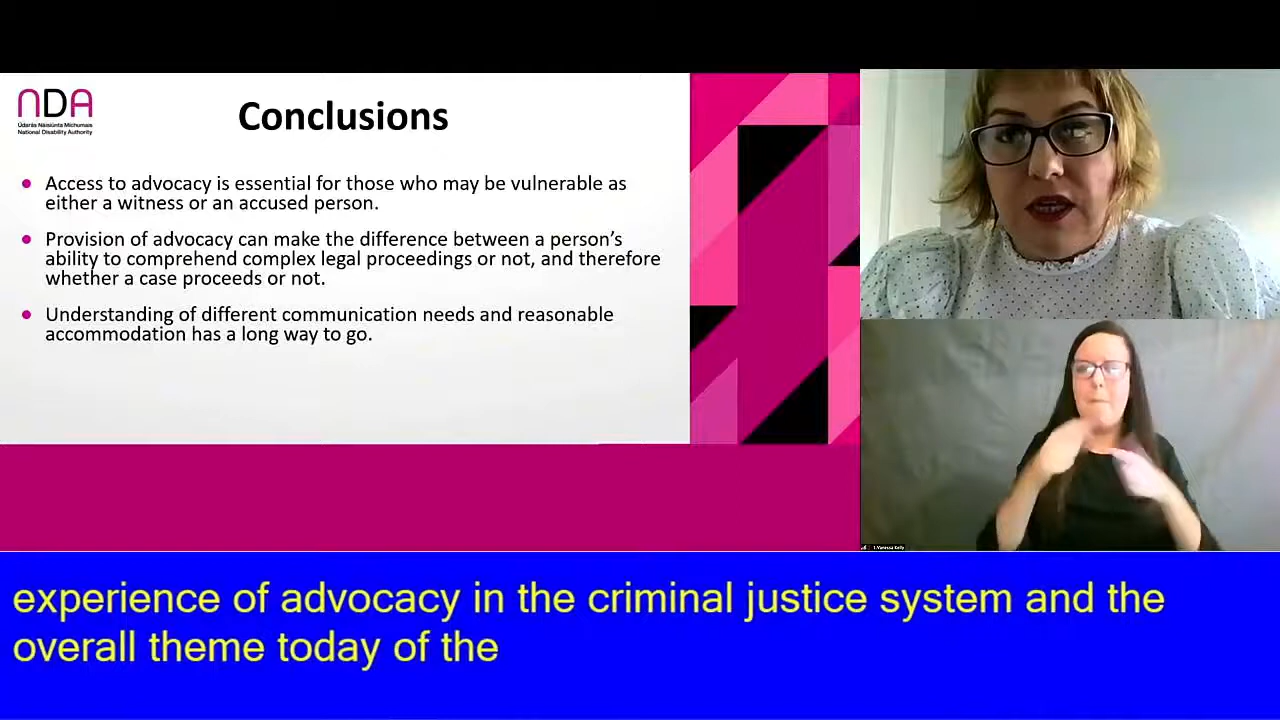 NDA
Údarás Náisiúnta Míchumais
National Disability Authority
Conclusions
Access to advocacy is essential for those who may be vulnerable as
either a witness or an accused person.
Provision of advocacy can make the difference between a person's
ability to comprehend complex legal proceedings or not, and therefore
whether a case proceeds or not.
Understanding of different communication needs and reasonable
accommodation has a long way to go.
experience of advocacy in the criminal justice system and the
overall theme today of the